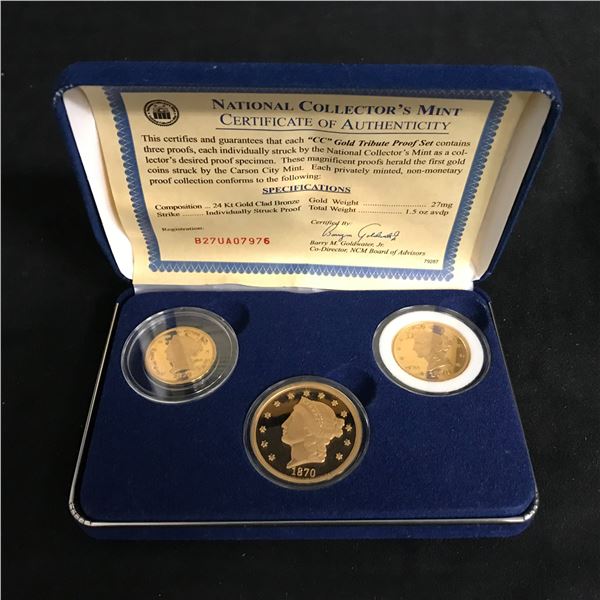 NATIONAL COLLECTOR'S MINT
CERTIFICATE OF AUTHENTICITY
This certifies and guarantees that each "CC" Gold Tribute Proof Set contains
three proofs, each individually struck by the National Collector's Mint as a col-
lector's desired proof specimen. These magnificent proofs herald the first gold
coins struck by the Carson City Mint. Each privately minted, non-monetary
proof collection conforms to the following:
SPECIFICATIONS
Composition ... 24 Kt Gold Clad Bronze Gold Weight ................... 27mg
Strike ........ Individually Struck Proof Total Weight ............ 1.5 oz avdp
Registration: Certified By
B27UA07976
Barry M. Goldwater, Jr.
Co-Director, NCM Board of Advisors
79287
1870